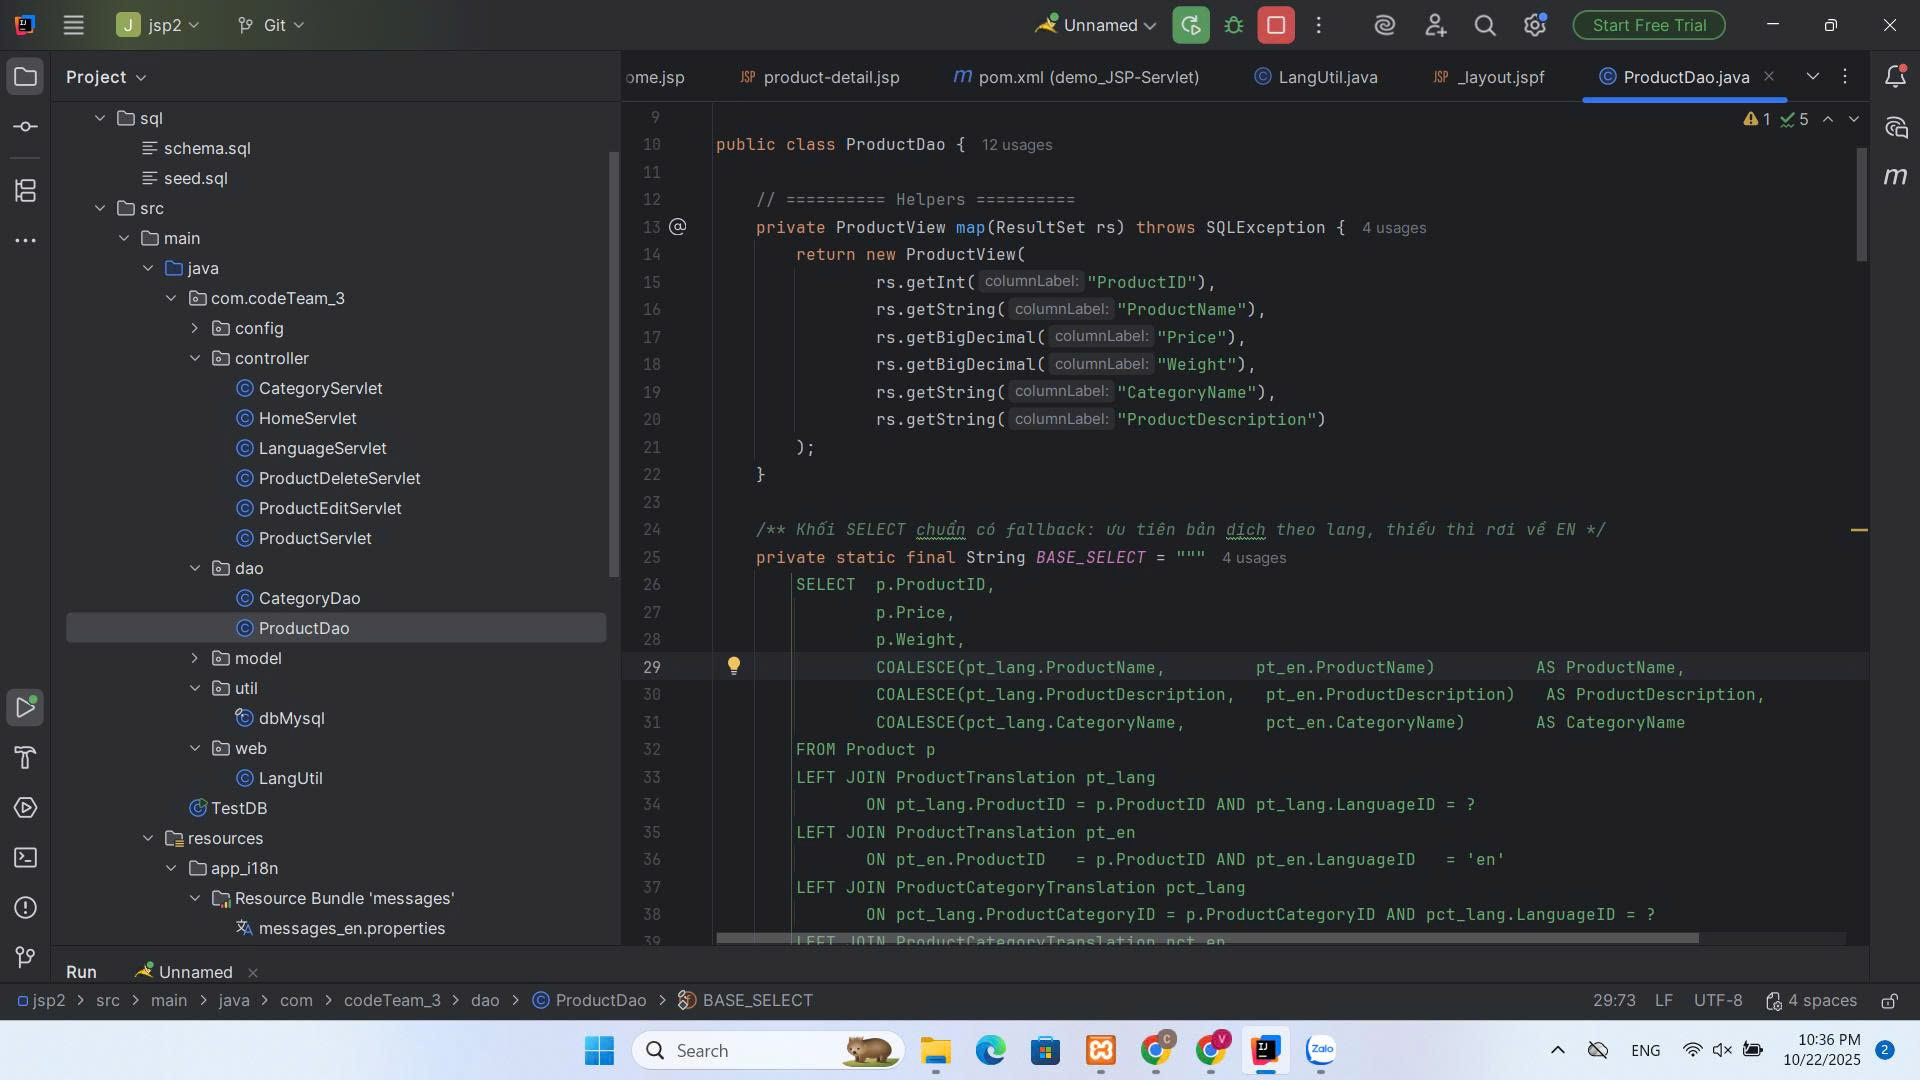 J jsp2
Git
Unnamed
Start Free Trial
Project
ome.jsp
JSP product-detail.jsp
m pom.xml (demo_JSP-Servlet)
LangUtil.java
JSP _layout.jspf
ProductDao.java
sql
schema.sql
seed.sql
src
main
java
com.codeTeam_3
config
controller
CategoryServlet
HomeServlet
LanguageServlet
ProductDeleteServlet
ProductEditServlet
ProductServlet
dao
CategoryDao
ProductDao
model
util
dbMysql
web
LangUtil
TestDB
resources
app_i18n
Resource Bundle 'messages'
messages_en.properties
1 5
9
10 public class ProductDao { 12 usages
11
12 // ========== Helpers ==========
13 private ProductView map(ResultSet rs) throws SQLException { 4 usages
14 return new ProductView(
15 rs.getInt( columnLabel: "ProductID"),
16 rs.getString( columnLabel: "ProductName"),
17 rs.getBigDecimal( columnLabel: "Price"),
18 rs.getBigDecimal( columnLabel: "Weight"),
19 rs.getString( columnLabel: "CategoryName"),
20 rs.getString( columnLabel: "ProductDescription")
21 );
22 }
23
24 /** Khối SELECT chuẩn có fallback: ưu tiên bản dịch theo lang, thiếu thì rơi về EN */
25 private static final String BASE_SELECT = """ 4 usages
26 SELECT p.ProductID,
27 p.Price,
28 p.Weight,
29 COALESCE(pt_lang.ProductName, pt_en.ProductName) AS ProductName,
30 COALESCE(pt_lang.ProductDescription, pt_en.ProductDescription) AS ProductDescription,
31 COALESCE(pct_lang.CategoryName, pct_en.CategoryName) AS CategoryName
32 FROM Product p
33 LEFT JOIN ProductTranslation pt_lang
34 ON pt_lang.ProductID = p.ProductID AND pt_lang.LanguageID = ?
35 LEFT JOIN ProductTranslation pt_en
36 ON pt_en.ProductID = p.ProductID AND pt_en.LanguageID = 'en'
37 LEFT JOIN ProductCategoryTranslation pct_lang
38 ON pct_lang.ProductCategoryID = p.ProductCategoryID AND pct_lang.LanguageID = ?
39 LEFT JOIN ProductCategoryTranslation pct_en
Run Unnamed
jsp2 > src > main > java > com > codeTeam_3 > dao > ProductDao > BASE_SELECT
29:73 LF UTF-8 4 spaces
Search
Zalo
ENG
10:36 PM
10/22/2025
2